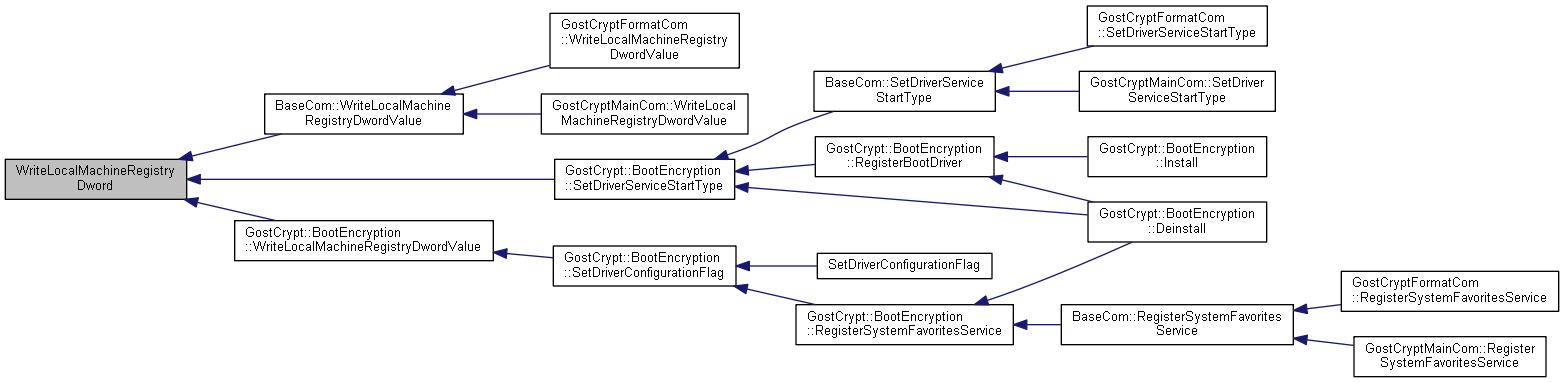 WriteLocalMachineRegistry
Dword
BaseCom::WriteLocalMachine
RegistryDwordValue
GostCryptFormatCom
::WriteLocalMachineRegistry
DwordValue
GostCryptMainCom::WriteLocal
MachineRegistryDwordValue
GostCrypt::BootEncryption
::SetDriverServiceStartType
BaseCom::SetDriverService
StartType
GostCryptFormatCom
::SetDriverServiceStartType
GostCryptMainCom::SetDriver
ServiceStartType
GostCrypt::BootEncryption
::RegisterBootDriver
GostCrypt::BootEncryption
::Install
GostCrypt::BootEncryption
::Deinstall
GostCrypt::BootEncryption
::WriteLocalMachineRegistryDwordValue
GostCrypt::BootEncryption
::SetDriverConfigurationFlag
SetDriverConfigurationFlag
GostCrypt::BootEncryption
::RegisterSystemFavoritesService
BaseCom::RegisterSystemFavorites
Service
GostCryptFormatCom
::RegisterSystemFavoritesService
GostCryptMainCom::Register
SystemFavoritesService